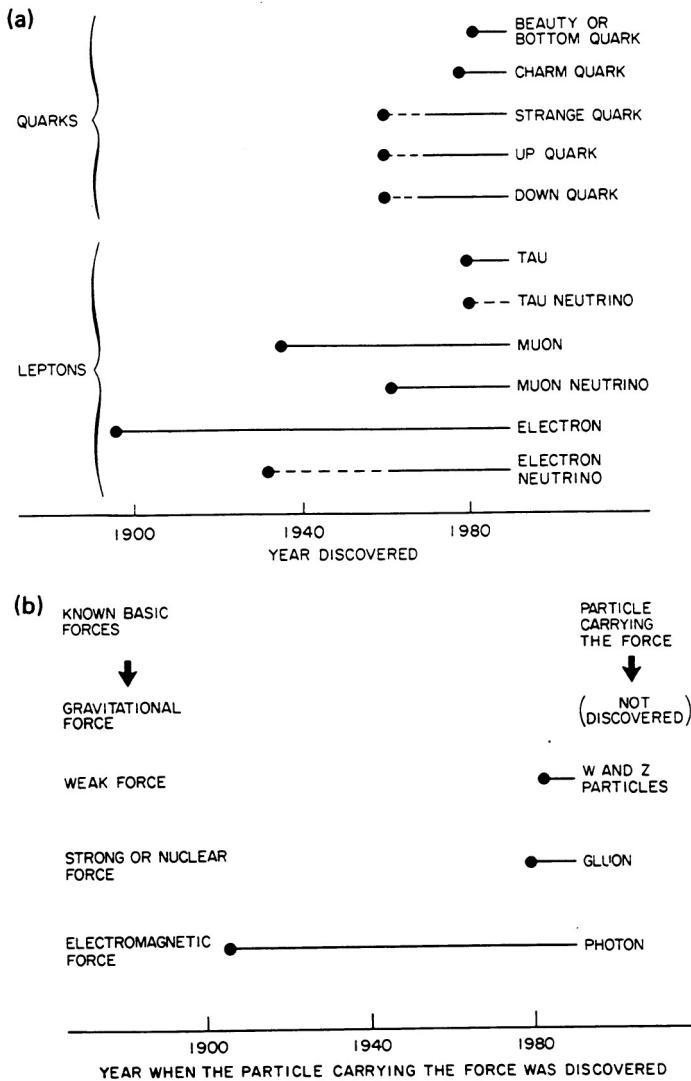 (a)
BEAUTY OR
BOTTOM QUARK
CHARM QUARK
QUARKS
STRANGE QUARK
UP QUARK
DOWN QUARK
TAU
TAU NEUTRINO
MUON
LEPTONS
MUON NEUTRINO
ELECTRON
ELECTRON
NEUTRINO
1900 1940 1980
YEAR DISCOVERED
(b)
KNOWN BASIC
FORCES
PARTICLE
CARRYING
THE FORCE
GRAVITATIONAL
FORCE
(NOT
DISCOVERED)
WEAK FORCE
W AND Z
PARTICLES
STRONG OR NUCLEAR
FORCE
GLUON
ELECTROMAGNETIC
FORCE
PHOTON
1900 1940 1980
YEAR WHEN THE PARTICLE CARRYING THE FORCE WAS DISCOVERED